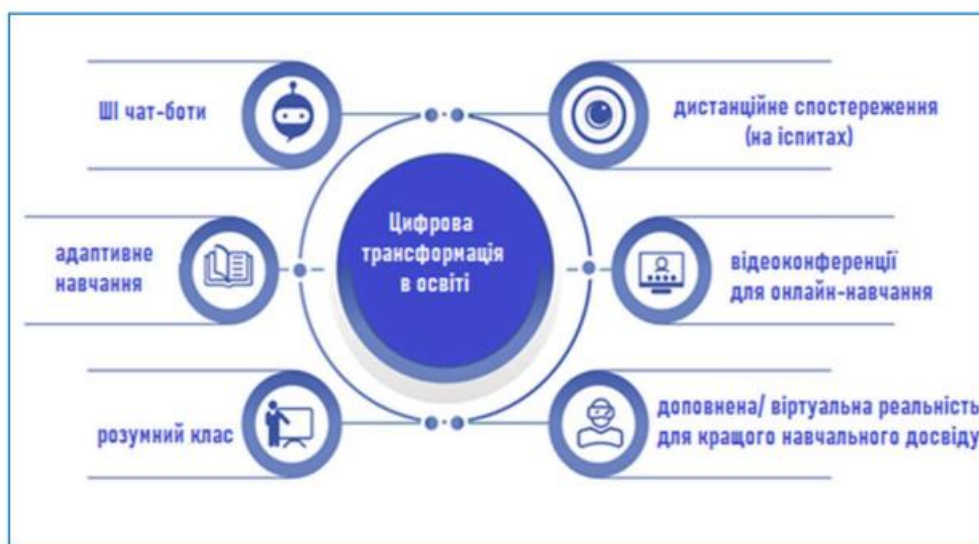 ШІ чат-боти
дистанційне спостереження
(на іспитах)
Цифрова
трансформація
в освіті
адаптивне
навчання
відеоконференції
для онлайн-навчання
розумний клас
доповнена/ віртуальна реальність
для кращого навчального досвіду